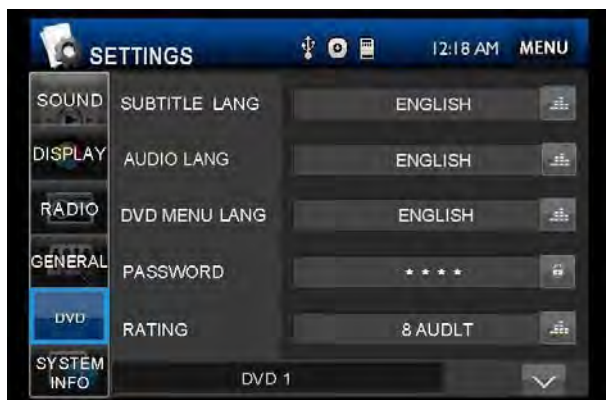 SETTINGS 12:18 AM MENU
SOUND SUBTITLE LANG ENGLISH
DISPLAY AUDIO LANG ENGLISH
RADIO DVD MENU LANG ENGLISH
GENERAL PASSWORD * * * *
DVD RATING 8 AUDLT
SYSTEM INFO DVD 1